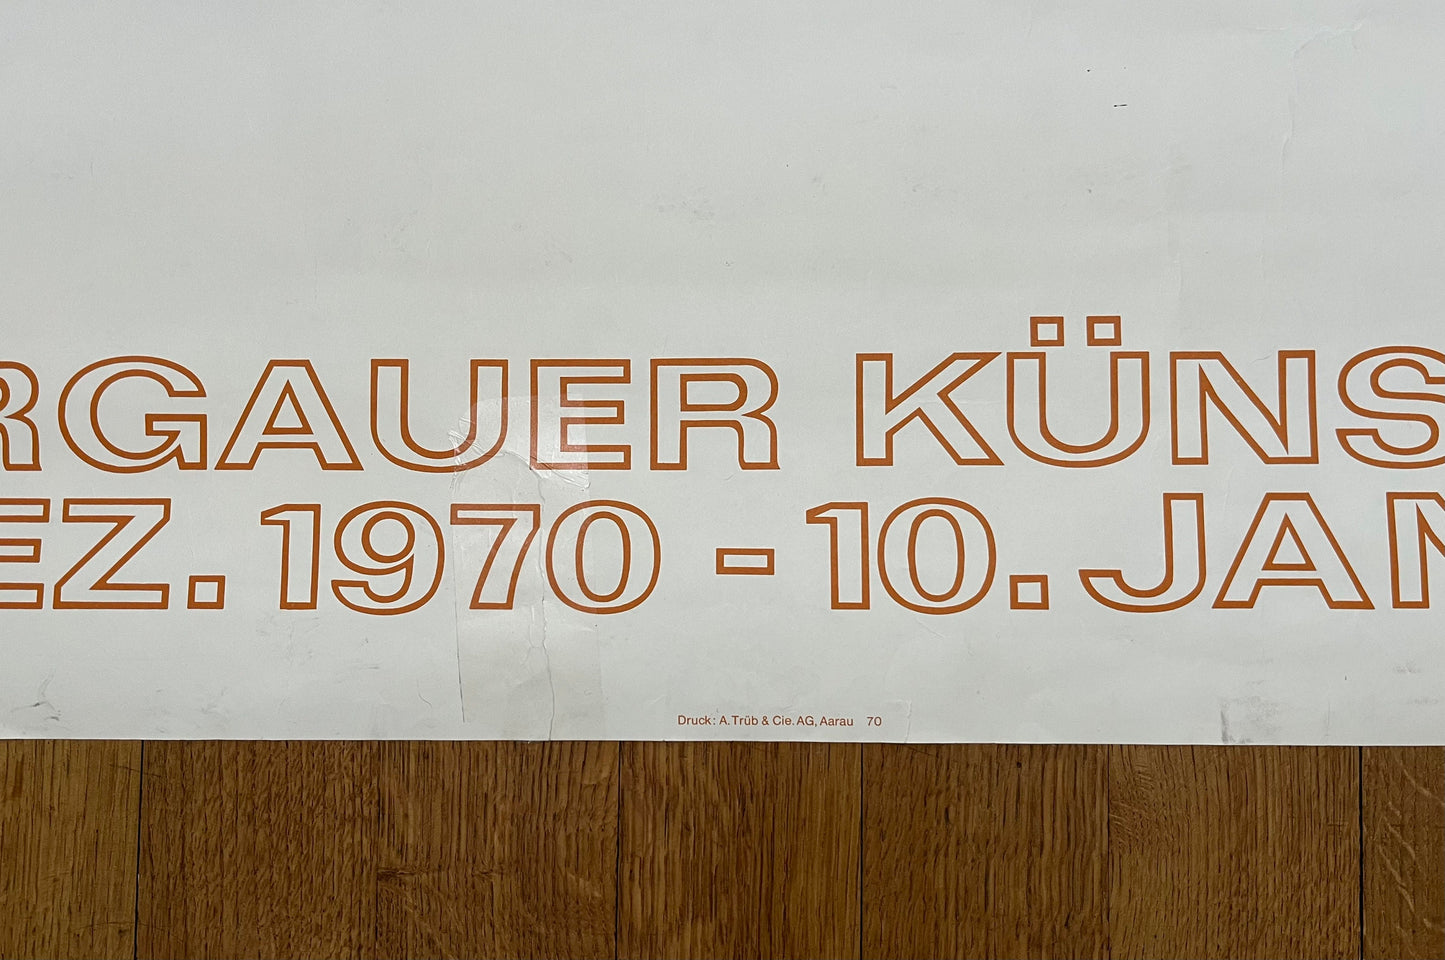 RGAUER KÜNS
EZ. 1970 - 10. JAN
Druck: A. Trüb & Cie. AG, Aarau 70